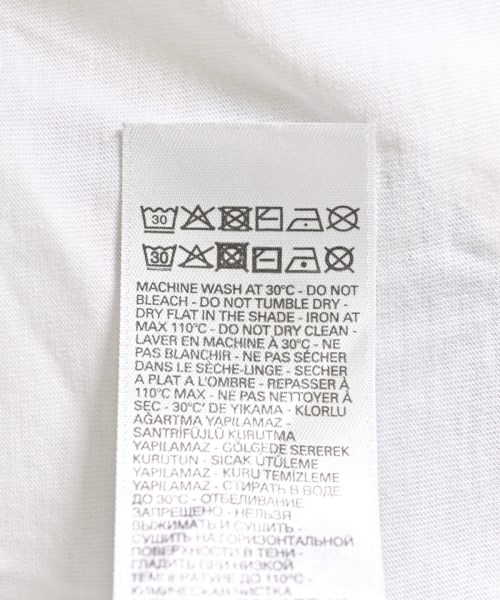 30
30
MACHINE WASH AT 30°C - DO NOT
BLEACH - DO NOT TUMBLE DRY -
DRY FLAT IN THE SHADE - IRON AT
MAX 110°C - DO NOT DRY CLEAN -
LAVER EN MACHINE À 30°C - NE
PAS BLANCHIR - NE PAS SÉCHER
DANS LE SÈCHE-LINGE - SECHER
A PLAT A L'OMBRE - REPASSER À
110°C MAX - NE PAS NETTOYER À
SEC - 30°C' DE YIKAMA - KLORLU
AĞARTMA YAPILAMAZ -
SANTRİFÜJLÜ KURUTMA
YAPILAMAZ - GÖLGEDE SEREREK
KURUTUN - SICAK ÜTÜLEME
YAPILAMAZ - KURU TEMİZLEME
YAPILAMAZ - СТИРАТЬ В ВОДЕ
ДО 30°C - ОТБЕЛИВАНИЕ
ЗАПРЕЩЕНО - НЕЛЬЗЯ
ВЫЖИМАТЬ И СУШИТЬ -
СУШИТЬ НА ГОРИЗОНТАЛЬНОЙ
ПОВЕРХНОСТИ В ТЕНИ -
ГЛАДИТЬ ПРИ НИЗКОЙ
ТЕМПЕРАТУРЕ ДО 110°C -
ХИМИЧЕСКАЯ